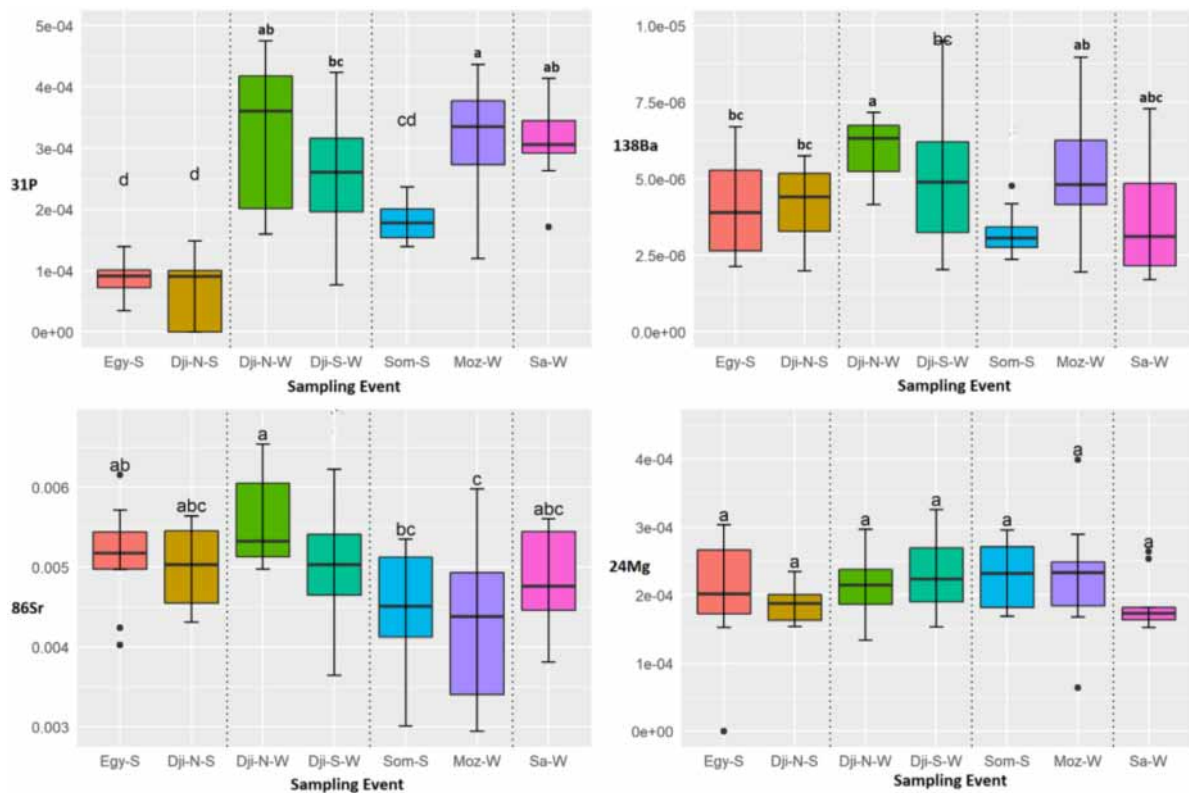 5e-04
ab
a
ab
bc
4e-04
cd
3e-04
31P
d
d
2e-04
1e-04
0e+00
Egy-S Dji-N-S Dji-N-W Dji-S-W Som-S Moz-W Sa-W
Sampling Event
1.0e-05
bc
ab
a
abc
bc
bc
7.5e-06
138Ba
5.0e-06
2.5e-06
0.0e+00
Egy-S Dji-N-S Dji-N-W Dji-S-W Som-S Moz-W Sa-W
Sampling Event
a
ab
c
0.006
abc
abc
bc
0.005
86Sr
0.004
0.003
Egy-S Dji-N-S Dji-N-W Dji-S-W Som-S Moz-W Sa-W
Sampling Event
4e-04
a
a
a
a
a
3e-04
a
a
24Mg
2e-04
1e-04
0e+00
Egy-S Dji-N-S Dji-N-W Dji-S-W Som-S Moz-W Sa-W
Sampling Event